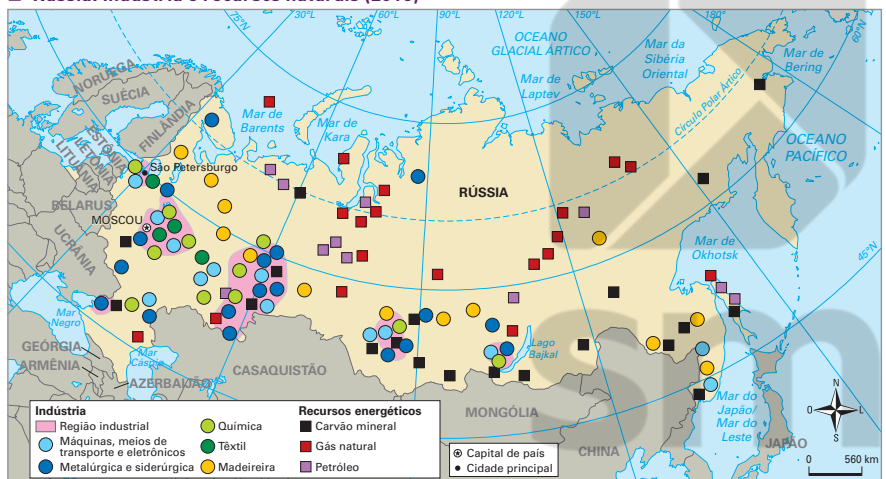 Rússia: indústria e recursos naturais (2016)
75°N
30°L
60°L
90°L
120°L
150°L
180°
60°N
OCEANO
GLACIAL ÁRTICO
Mar da
Sibéria
Oriental
Mar de
Bering
Mar de
Laptev
Círculo Polar Ártico
NORUEGA
SUÉCIA
FINLÂNDIA
Mar de
Barents
Mar de
Kara
OCEANO
PACÍFICO
ESTÔNIA
LETÔNIA
LITUÂNIA
São Petersburgo
RÚSSIA
BELARUS
MOSCOU
UCRÂNIA
Mar de
Okhotsk
45°N
Mar
Negro
GEÓRGIA
ARMÊNIA
Mar
Cáspio
AZERBAIJÃO
CASAQUISTÃO
Lago
Bajkal
MONGÓLIA
CHINA
Mar do
Japão/
Mar do
Leste
JAPÃO
N
O
L
S
0 560 km
Indústria
Região industrial
Máquinas, meios de
transporte e eletrônicos
Metalúrgica e siderúrgica
Química
Têxtil
Madeireira
Recursos energéticos
Carvão mineral
Gás natural
Petróleo
Capital de país
Cidade principal
sm